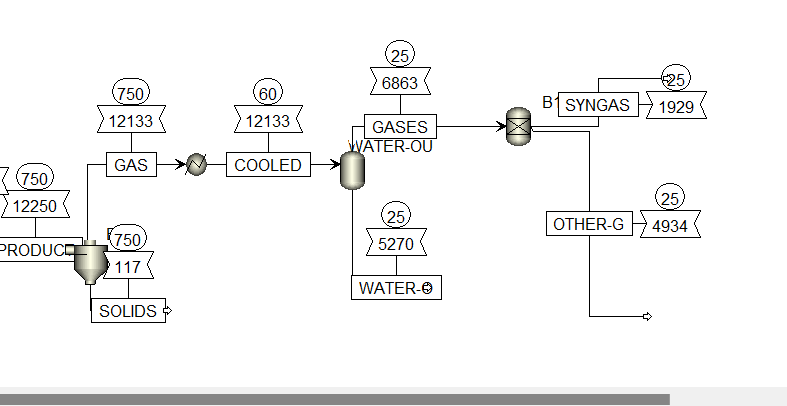 25
6863
25
750
60
B1
SYNGAS
1929
12133
12133
GASES
WATER-OU
GAS
COOLED
750
12250
25
25
5270
OTHER-G
4934
750
PRODUCT
117
WATER-O
SOLIDS